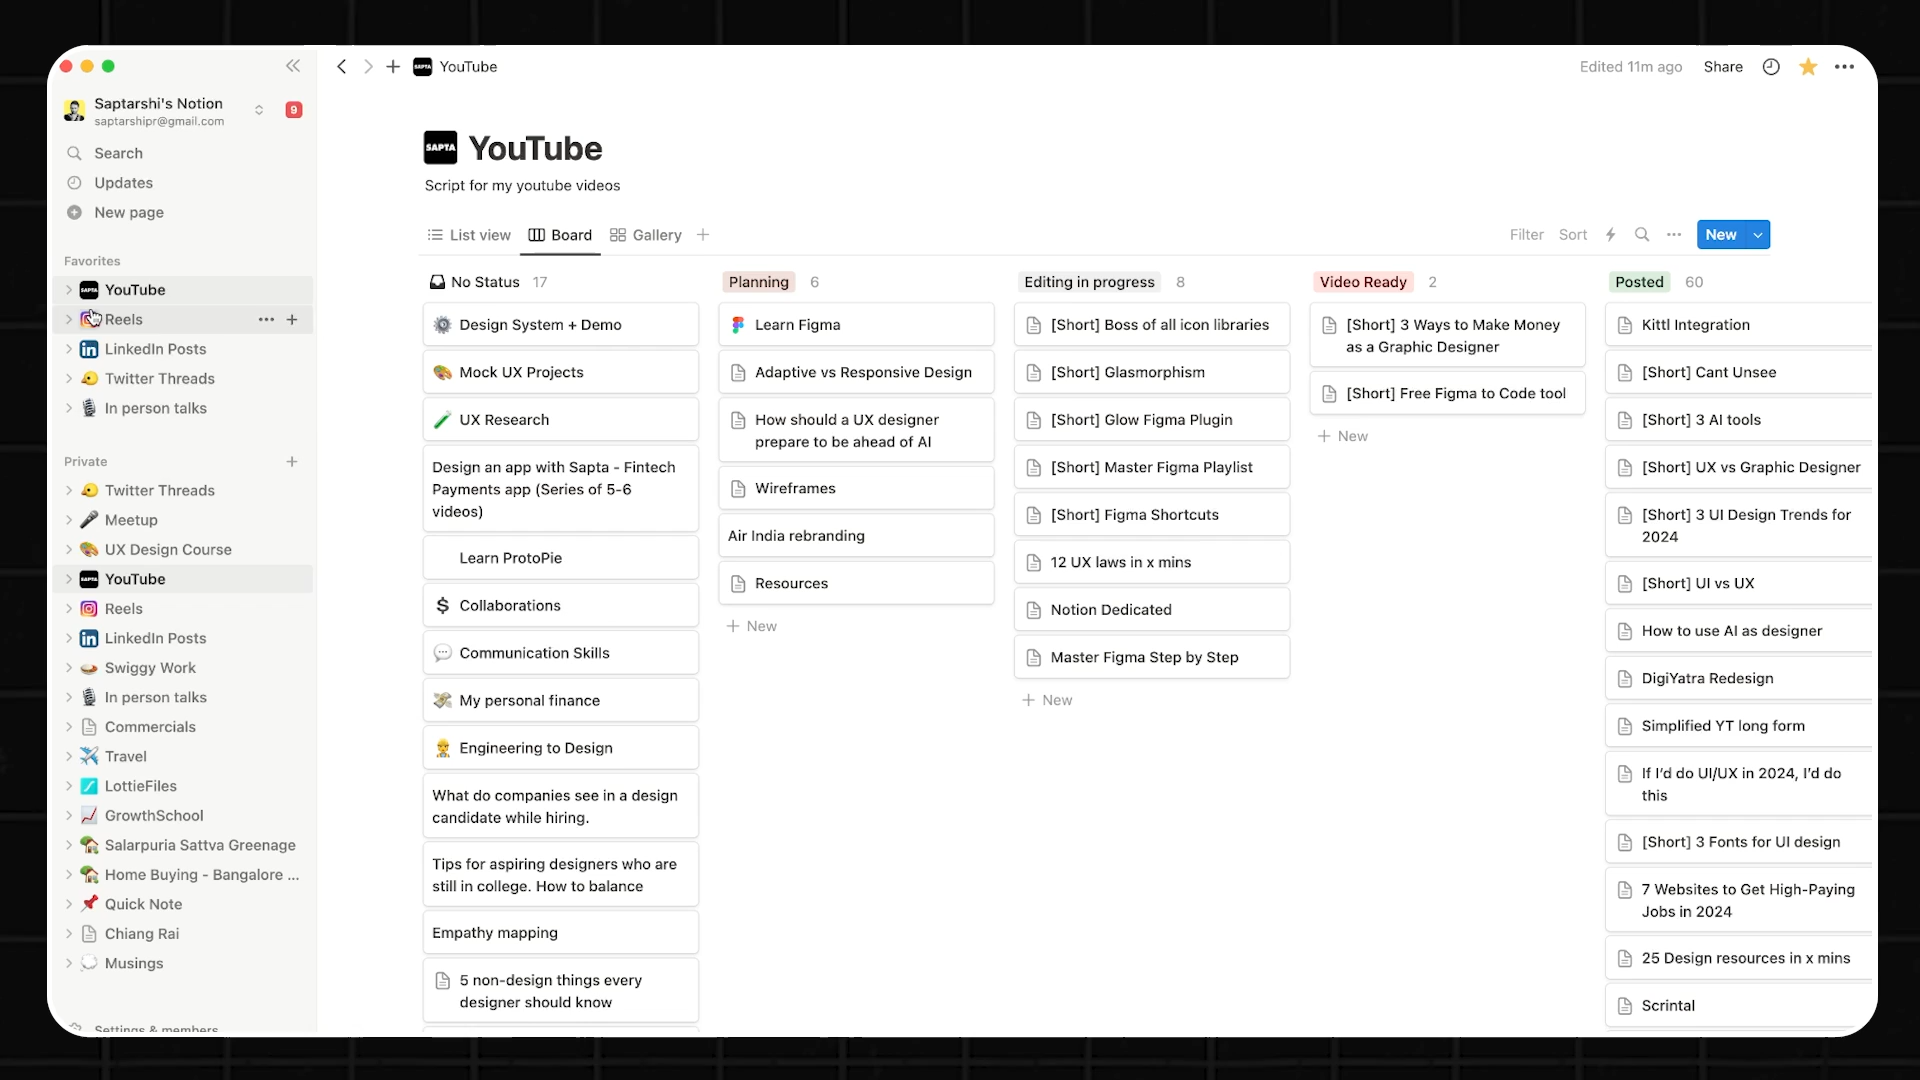 Saptarshi's Notion
saptarshipr@gmail.com
9
Search
Updates
New page
Favorites
SAPTA YouTube
Reels
LinkedIn Posts
Twitter Threads
In person talks
Private
Twitter Threads
Meetup
UX Design Course
SAPTA YouTube
Reels
LinkedIn Posts
Swiggy Work
In person talks
Commercials
Travel
LottieFiles
GrowthSchool
Salarpuria Sattva Greenage
Home Buying - Bangalore ...
Quick Note
Chiang Rai
Musings
Settings & members
SAPTA YouTube
Edited 11m ago
Share
SAPTA YouTube
Script for my youtube videos
List view
Board
Gallery
Filter
Sort
New
No Status 17
Design System + Demo
Mock UX Projects
UX Research
Design an app with Sapta - Fintech
Payments app (Series of 5-6
videos)
Learn ProtoPie
Collaborations
Communication Skills
My personal finance
Engineering to Design
What do companies see in a design
candidate while hiring.
Tips for aspiring designers who are
still in college. How to balance
Empathy mapping
5 non-design things every
designer should know
Planning 6
Learn Figma
Adaptive vs Responsive Design
How should a UX designer
prepare to be ahead of AI
Wireframes
Air India rebranding
Resources
New
Editing in progress 8
[Short] Boss of all icon libraries
[Short] Glasmorphism
[Short] Glow Figma Plugin
[Short] Master Figma Playlist
[Short] Figma Shortcuts
12 UX laws in x mins
Notion Dedicated
Master Figma Step by Step
New
Video Ready 2
[Short] 3 Ways to Make Money
as a Graphic Designer
[Short] Free Figma to Code tool
New
Posted 60
Kittl Integration
[Short] Cant Unsee
[Short] 3 AI tools
[Short] UX vs Graphic Designer
[Short] 3 UI Design Trends for
2024
[Short] UI vs UX
How to use AI as designer
DigiYatra Redesign
Simplified YT long form
If I'd do UI/UX in 2024, I'd do
this
[Short] 3 Fonts for UI design
7 Websites to Get High-Paying
Jobs in 2024
25 Design resources in x mins
Scrintal